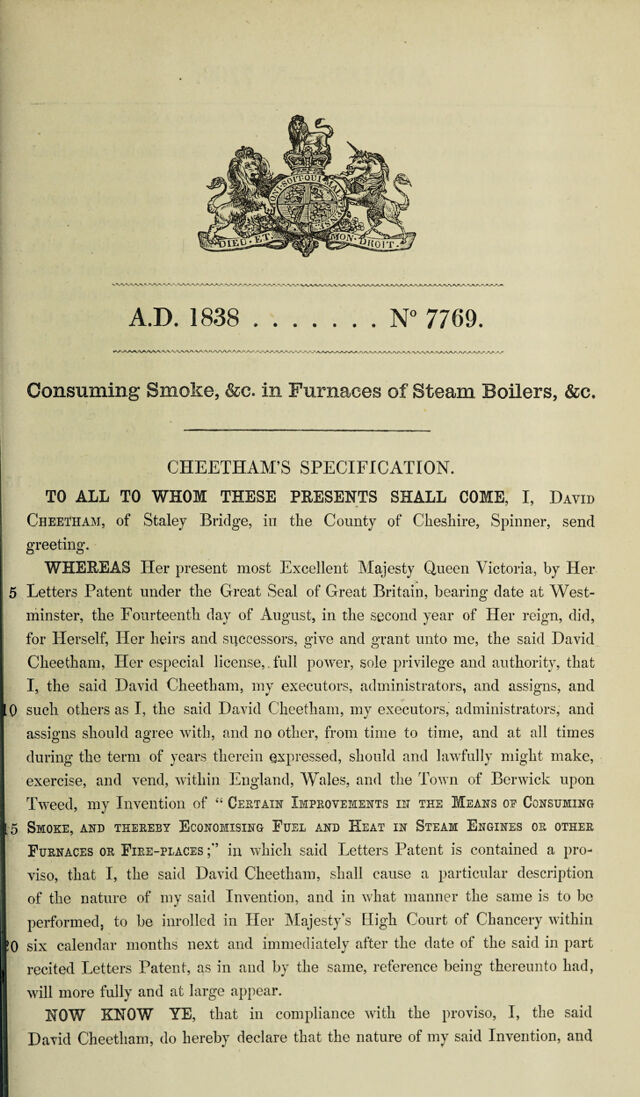 HONI·SOIT·QUI·MAL
DIEU·ET· MON·DROIT·
A.D. 1838 . . . . . . . Nº 7769.
Consuming Smoke, &c. in Furnaces of Steam Boilers, &c.
CHEETHAM'S SPECIFICATION.
TO ALL TO WHOM THESE PRESENTS SHALL COME, I, David
Cheetham, of Staley Bridge, in the County of Cheshire, Spinner, send
greeting.
WHEREAS Her present most Excellent Majesty Queen Victoria, by Her
5 Letters Patent under the Great Seal of Great Britain, bearing date at West-
minster, the Fourteenth day of August, in the second year of Her reign, did,
for Herself, Her heirs and successors, give and grant unto me, the said David
Cheetham, Her especial license, full power, sole privilege and authority, that
I, the said David Cheetham, my executors, administrators, and assigns, and
10 such others as I, the said David Cheetham, my executors, administrators, and
assigns should agree with, and no other, from time to time, and at all times
during the term of years therein expressed, should and lawfully might make,
exercise, and vend, within England, Wales, and the Town of Berwick upon
Tweed, my Invention of "Certain Improvements in the Means of Consuming
15 Smoke, and thereby Economising Fuel and Heat in Steam Engines or other
Furnaces or Fire-places;" in which said Letters Patent is contained a pro-
viso, that I, the said David Cheetham, shall cause a particular description
of the nature of my said Invention, and in what manner the same is to be
performed, to be inrolled in Her Majesty's High Court of Chancery within
20 six calendar months next and immediately after the date of the said in part
recited Letters Patent, as in and by the same, reference being thereunto had,
will more fully and at large appear.
NOW KNOW YE, that in compliance with the proviso, I, the said
David Cheetham, do hereby declare that the nature of my said Invention, and